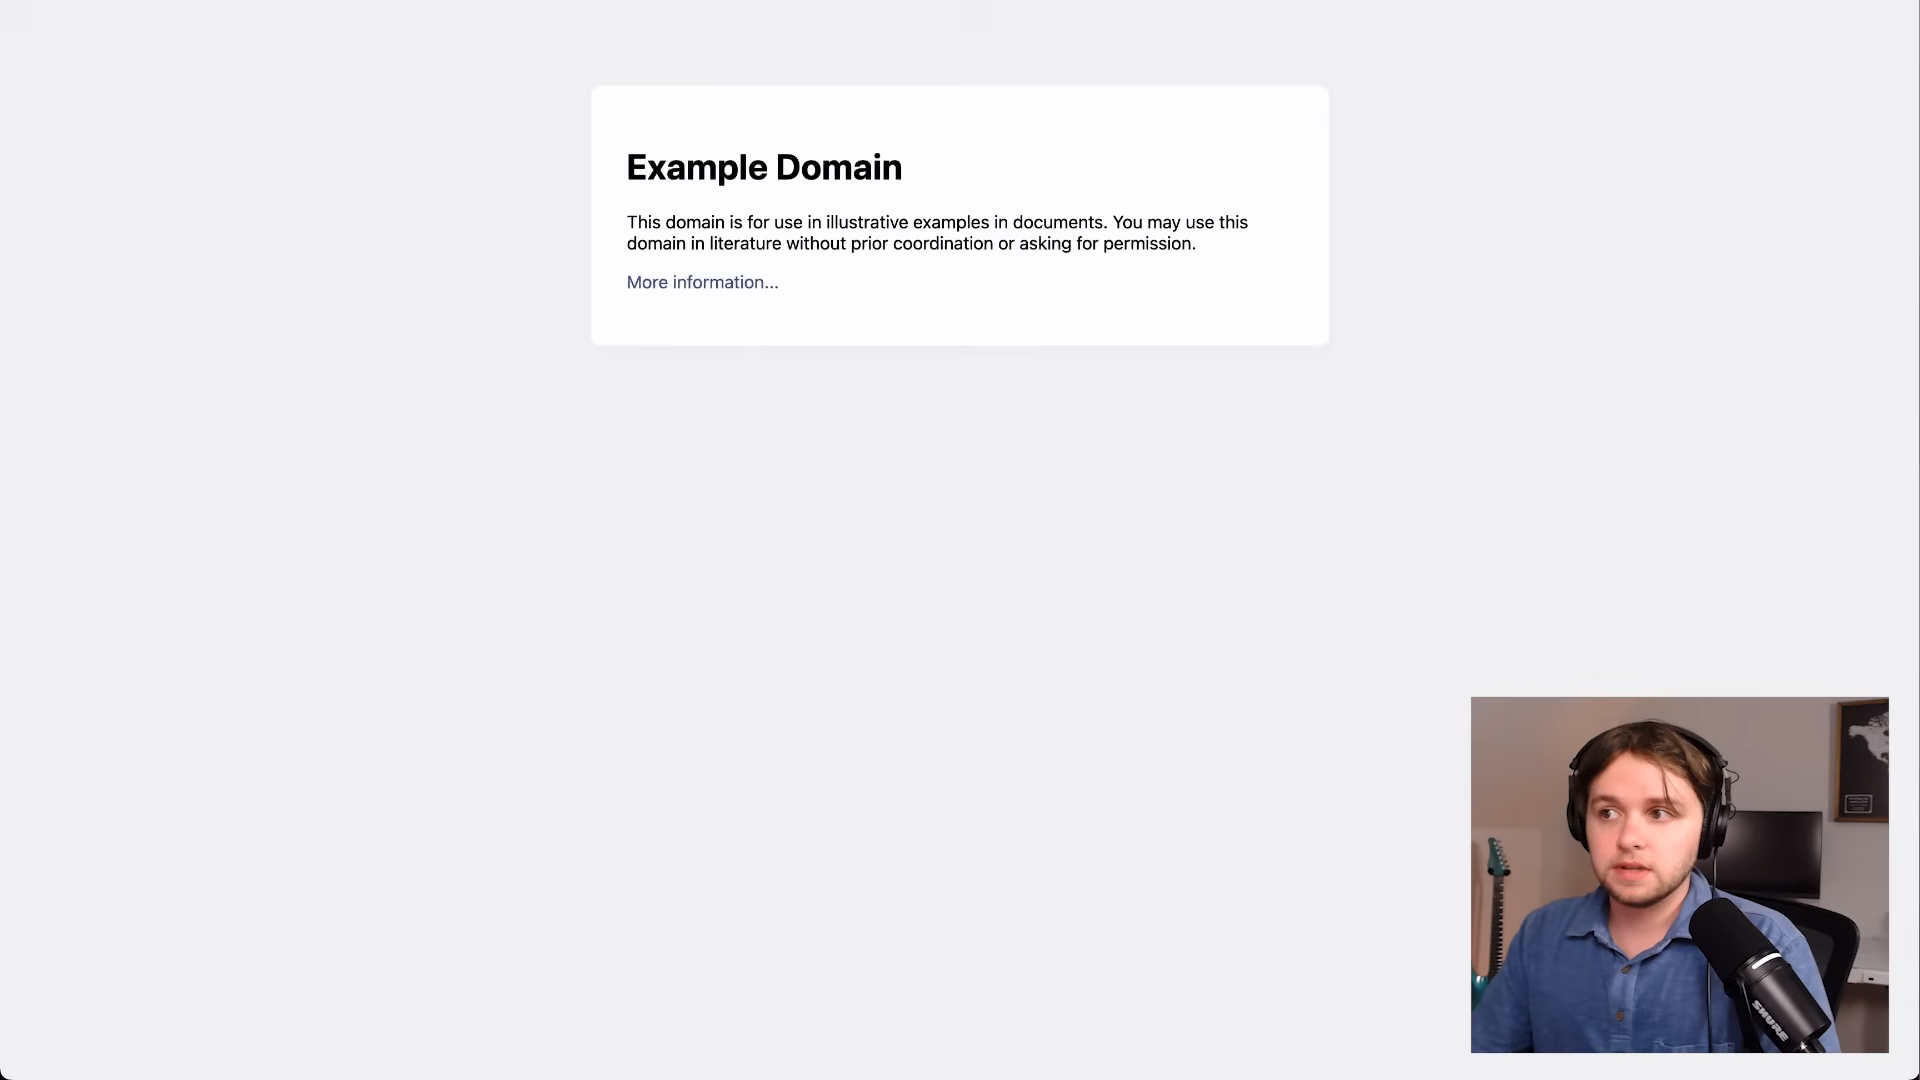 Example Domain
This domain is for use in illustrative examples in documents. You may use this
domain in literature without prior coordination or asking for permission.
More information...
SHURE